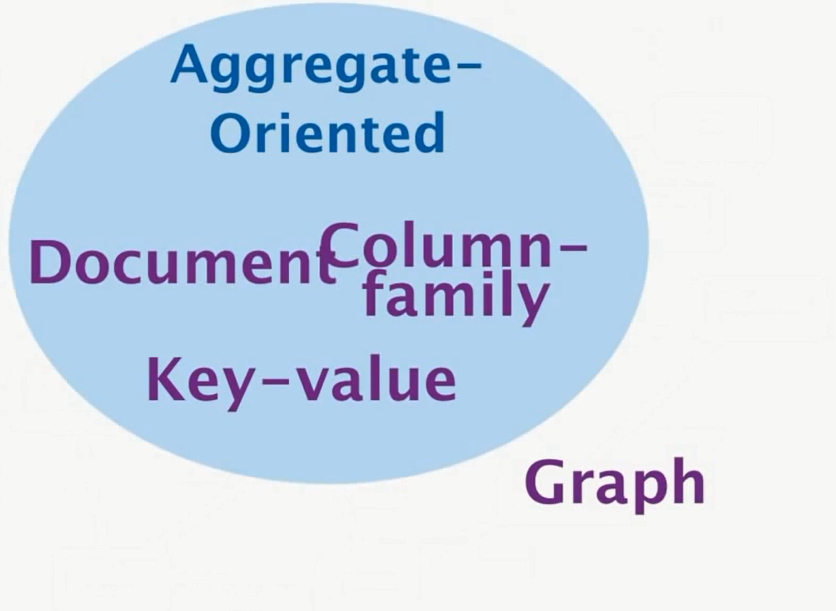 Aggregate-
Oriented
Document
Column-
family
Key-value
Graph